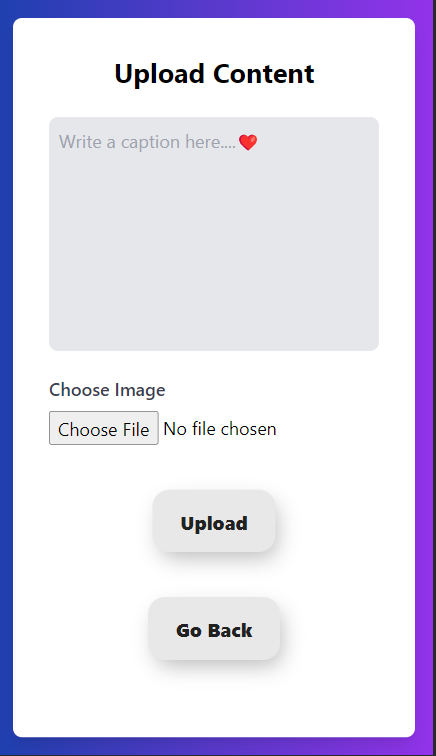 Upload Content
Write a caption here....❤️
Choose Image
Choose File No file chosen
Upload
Go Back